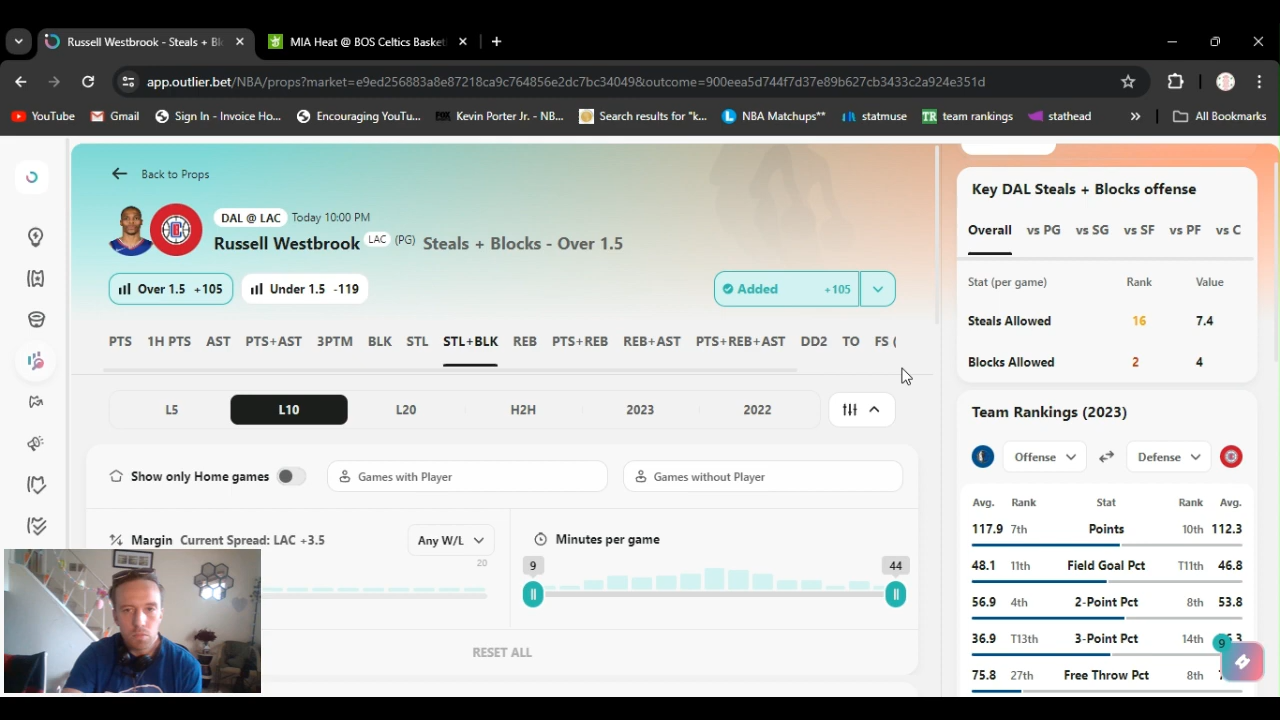 Russell Westbrook - Steals + Bl
MIA Heat @ BOS Celtics Basket
app.outlier.bet/NBA/props?market=e9ed256883a8e87218ca9c764856e2dc7bc34049&outcome=900eea5d744f7d37e89b627cb3433c2a924e351d
YouTube Gmail Sign In - Invoice Ho... Encouraging YouTu... Kevin Porter Jr. - NB... Search results for "k... NBA Matchups** statmuse team rankings stathead All Bookmarks
Back to Props
DAL @ LAC Today 10:00 PM
Russell Westbrook LAC (PG) Steals + Blocks - Over 1.5
Over 1.5 +105 Under 1.5 -119 Added +105
PTS 1H PTS AST PTS+AST 3PTM BLK STL STL+BLK REB PTS+REB REB+AST PTS+REB+AST DD2 TO FS (
L5 L10 L20 H2H 2023 2022
Show only Home games Games with Player Games without Player
Margin Current Spread: LAC +3.5 Any W/L
20
Minutes per game
9 44
RESET ALL
Key DAL Steals + Blocks offense
Overall vs PG vs SG vs SF vs PF vs C
Stat (per game) Rank Value
Steals Allowed 16 7.4
Blocks Allowed 2 4
Team Rankings (2023)
Offense Defense
Avg. Rank Stat Rank Avg.
117.9 7th Points 10th 112.3
48.1 11th Field Goal Pct T11th 46.8
56.9 4th 2-Point Pct 8th 53.8
36.9 T13th 3-Point Pct 14th
9
75.8 27th Free Throw Pct 8th